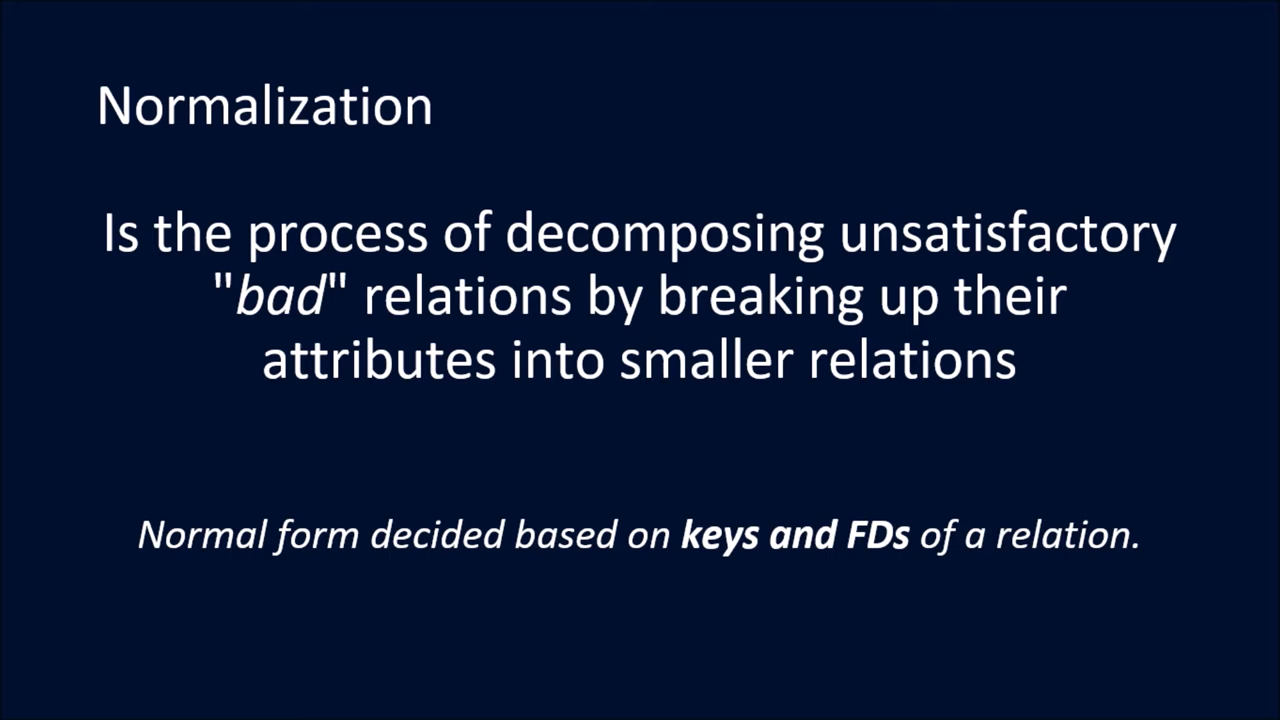 Normalization
Is the process of decomposing unsatisfactory
"bad" relations by breaking up their
attributes into smaller relations
Normal form decided based on keys and FDs of a relation.